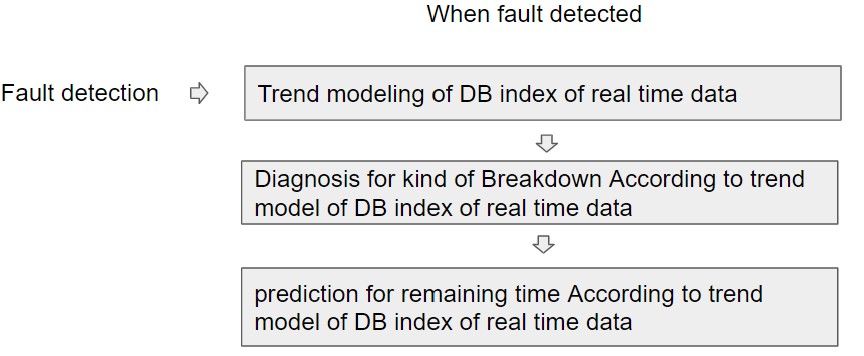 When fault detected
Fault detection
Trend modeling of DB index of real time data
Diagnosis for kind of Breakdown According to trend
model of DB index of real time data
prediction for remaining time According to trend
model of DB index of real time data